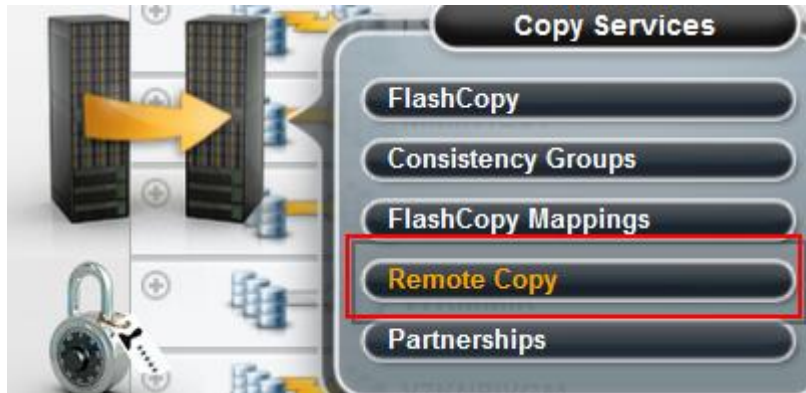 Copy Services
FlashCopy
Consistency Groups
FlashCopy Mappings
Remote Copy
Partnerships